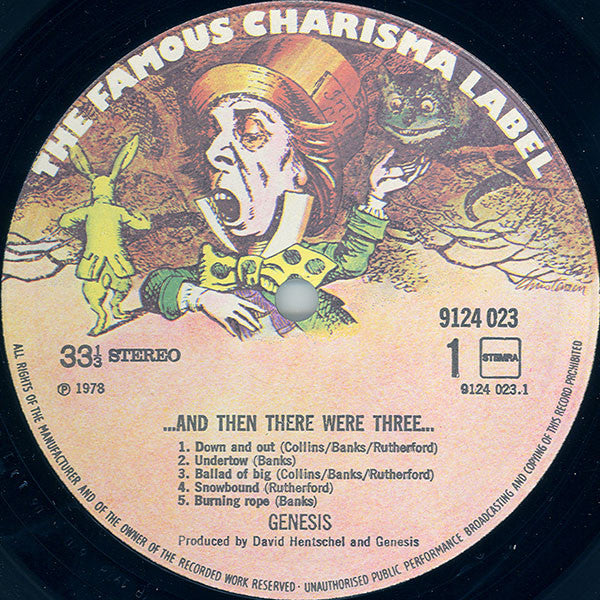 THE FAMOUS CHARISMA LABEL
9124 023
33⅓ STEREO
1
STEMRA
℗ 1978
9124 023.1
...AND THEN THERE WERE THREE...
1. Down and out (Collins/Banks/Rutherford)
2. Undertow (Banks)
3. Ballad of big (Collins/Banks/Rutherford)
4. Snowbound (Rutherford)
5. Burning rope (Banks)
GENESIS
Produced by David Hentschel and Genesis
ALL RIGHTS OF THE MANUFACTURER AND OF THE OWNER OF THE RECORDED WORK RESERVED · UNAUTHORISED PUBLIC PERFORMANCE BROADCASTING AND COPYING OF THIS RECORD PROHIBITED